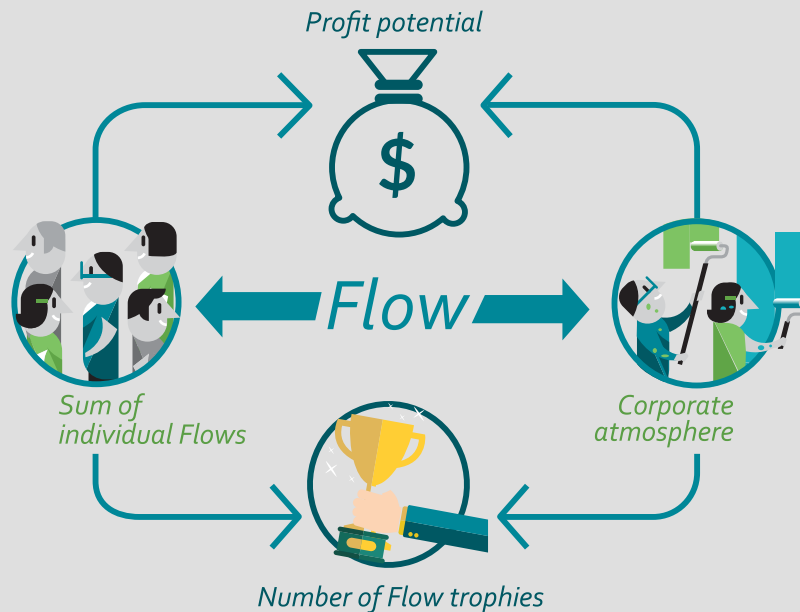 Profit potential
$
Flow
Sum of
individual Flows
Corporate
atmosphere
Number of Flow trophies